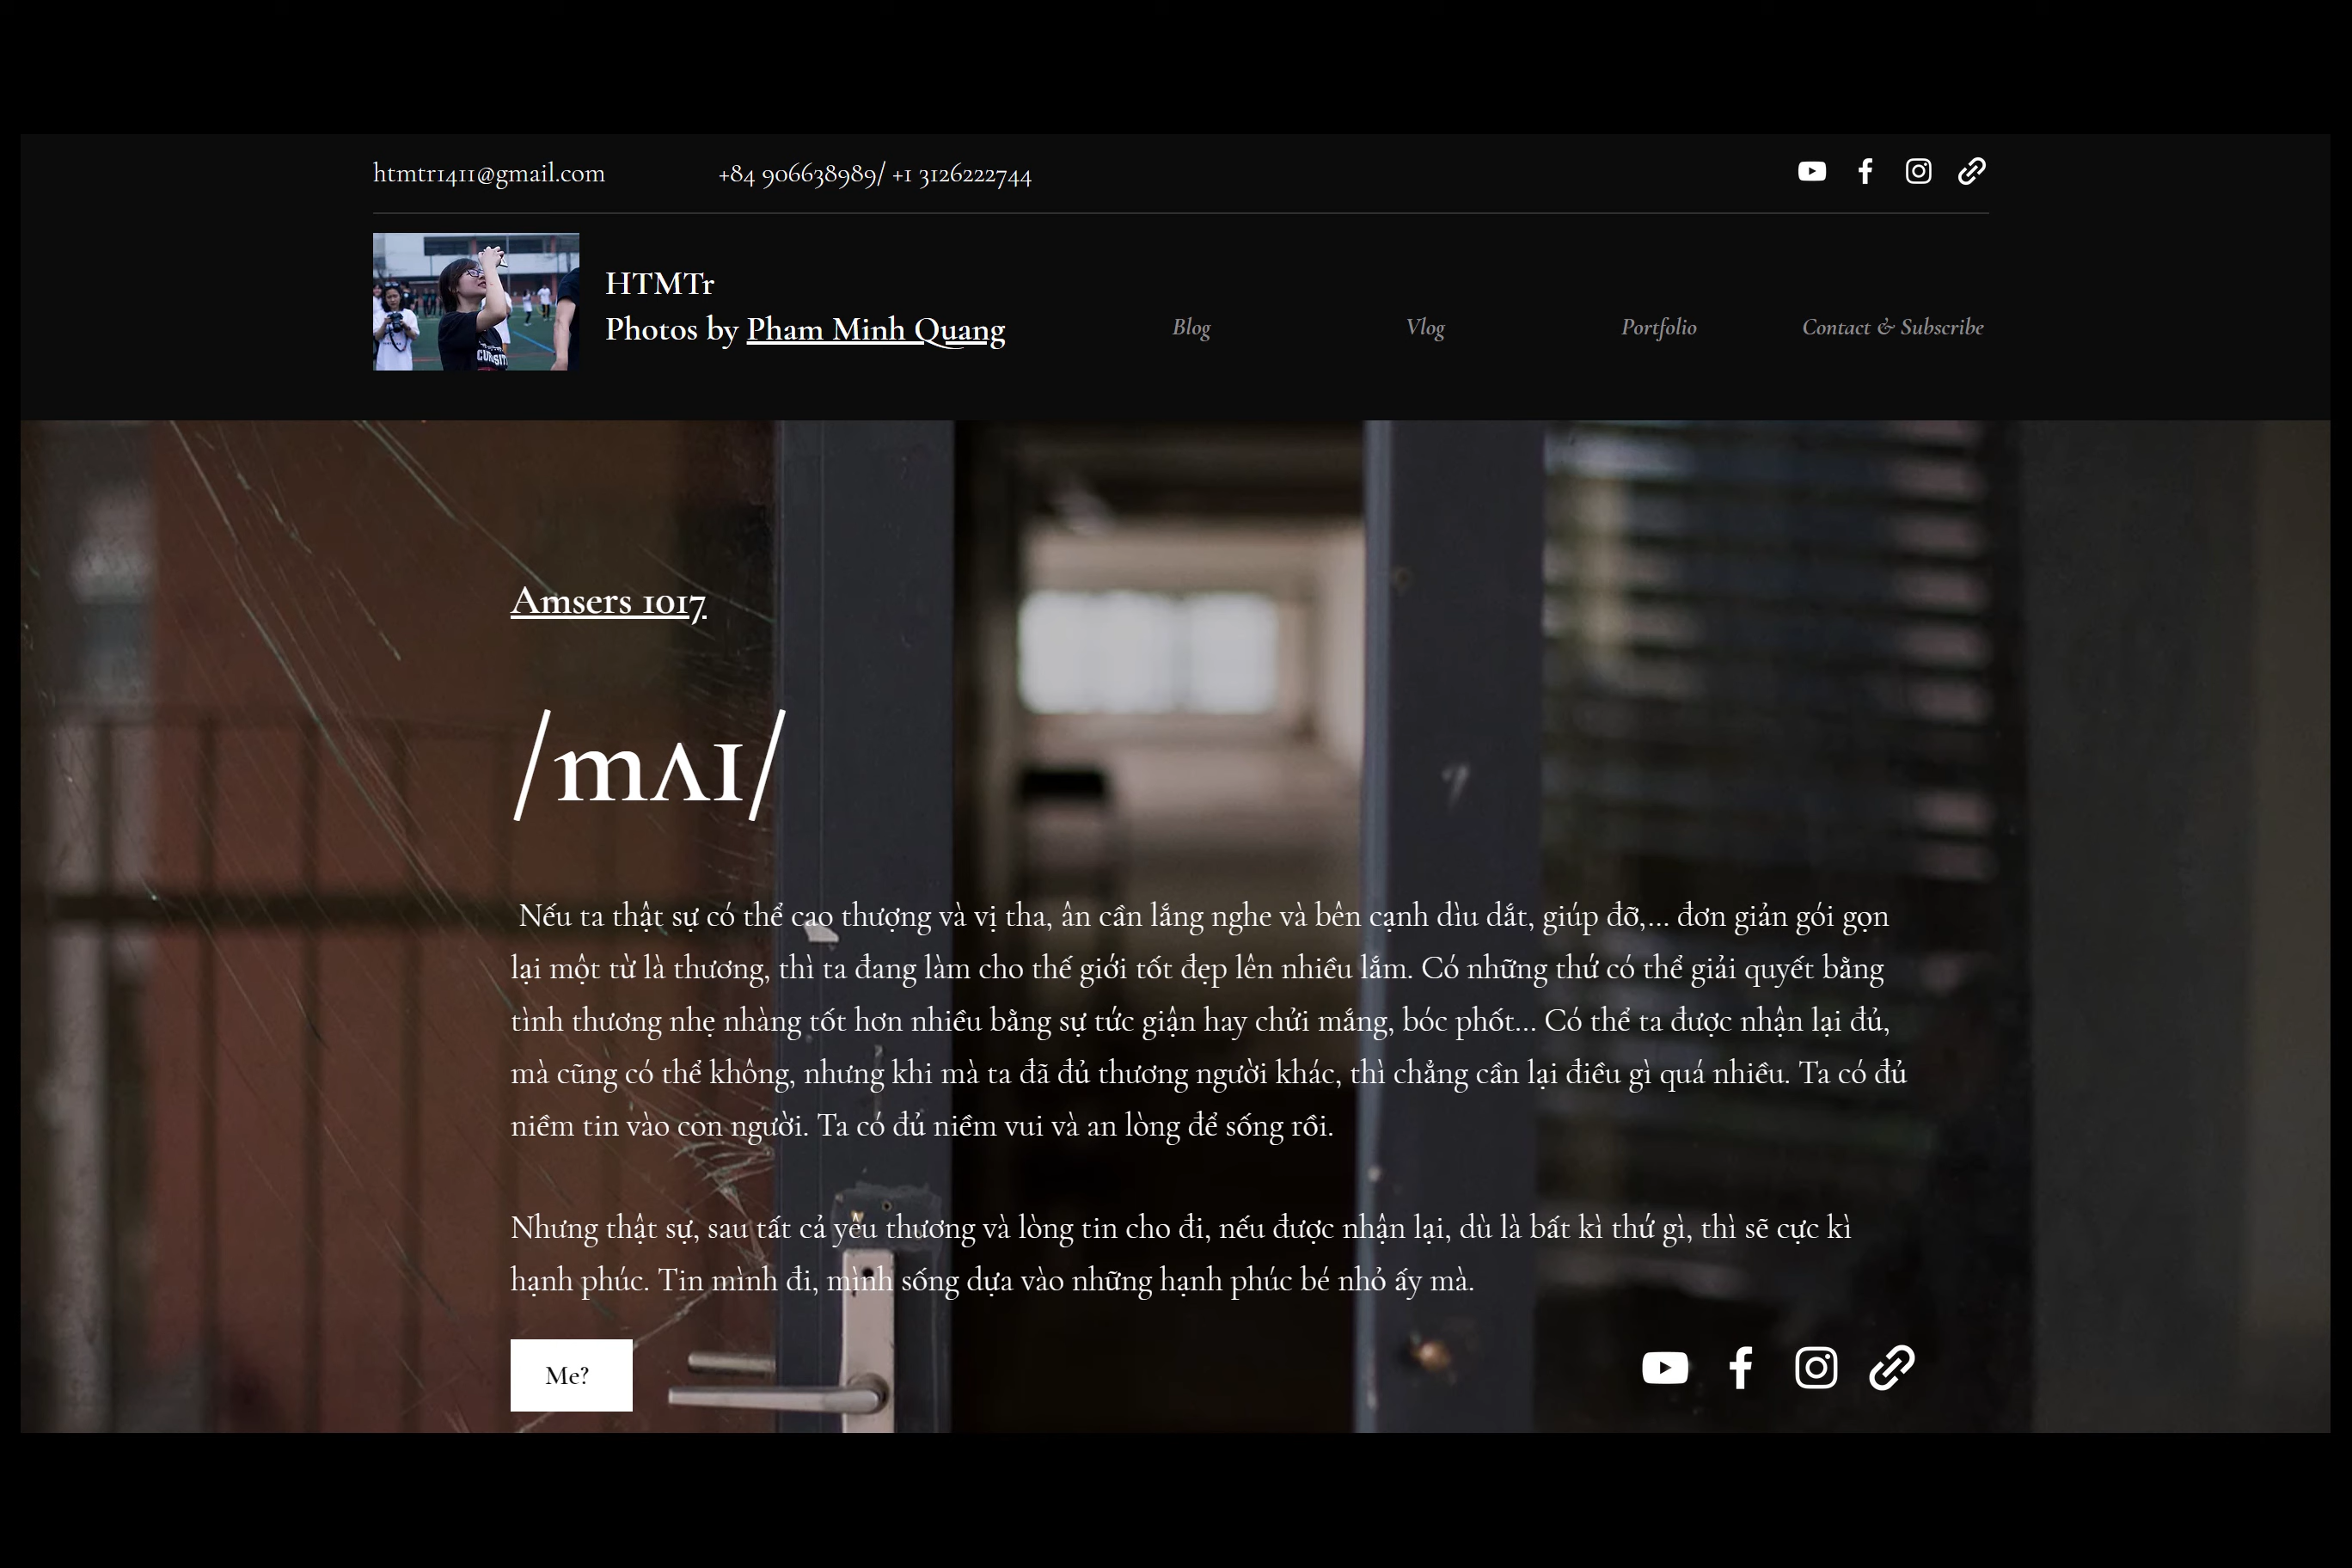 htmtr1411@gmail.com
+84 906638989/ +1 3126222744
HTMTr
Photos by Pham Minh Quang
Blog
Vlog
Portfolio
Contact & Subscribe
Amsers 1017
/mʌɪ/
Nếu ta thật sự có thể cao thượng và vị tha, ân cần lắng nghe và bên cạnh dìu dắt, giúp đỡ,... đơn giản gói gọn
lại một từ là thương, thì ta đang làm cho thế giới tốt đẹp lên nhiều lắm. Có những thứ có thể giải quyết bằng
tình thương nhẹ nhàng tốt hơn nhiều bằng sự tức giận hay chửi mắng, bóc phốt... Có thể ta được nhận lại đủ,
mà cũng có thể không, nhưng khi mà ta đã đủ thương người khác, thì chẳng cần lại điều gì quá nhiều. Ta có đủ
niềm tin vào con người. Ta có đủ niềm vui và an lòng để sống rồi.
Nhưng thật sự, sau tất cả yêu thương và lòng tin cho đi, nếu được nhận lại, dù là bất kì thứ gì, thì sẽ cực kì
hạnh phúc. Tin mình đi, mình sống dựa vào những hạnh phúc bé nhỏ ấy mà.
Me?